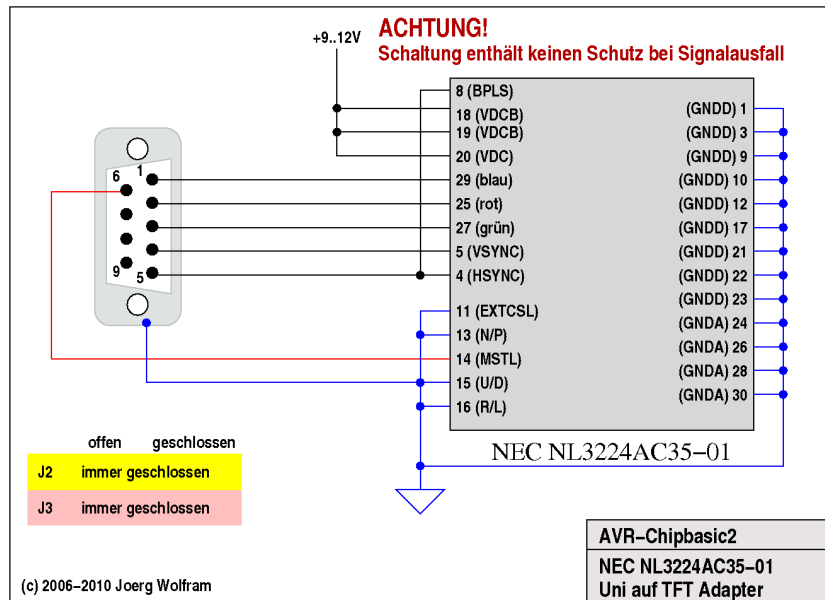 +9..12V
ACHTUNG!
Schaltung enthält keinen Schutz bei Signalausfall
8 (BPLS)
18 (VDCB)
19 (VDCB)
20 (VDC)
29 (blau)
25 (rot)
27 (grün)
5 (VSYNC)
4 (HSYNC)
11 (EXTCSL)
13 (N/P)
14 (MSTL)
15 (U/D)
16 (R/L)
(GNDD) 1
(GNDD) 3
(GNDD) 9
(GNDD) 10
(GNDD) 12
(GNDD) 17
(GNDD) 21
(GNDD) 22
(GNDD) 23
(GNDA) 24
(GNDA) 26
(GNDA) 28
(GNDA) 30
6 1
9 5
NEC NL3224AC35−01
offen geschlossen
J2 immer geschlossen
J3 immer geschlossen
AVR−Chipbasic2
NEC NL3224AC35−01
Uni auf TFT Adapter
(c) 2006−2010 Joerg Wolfram